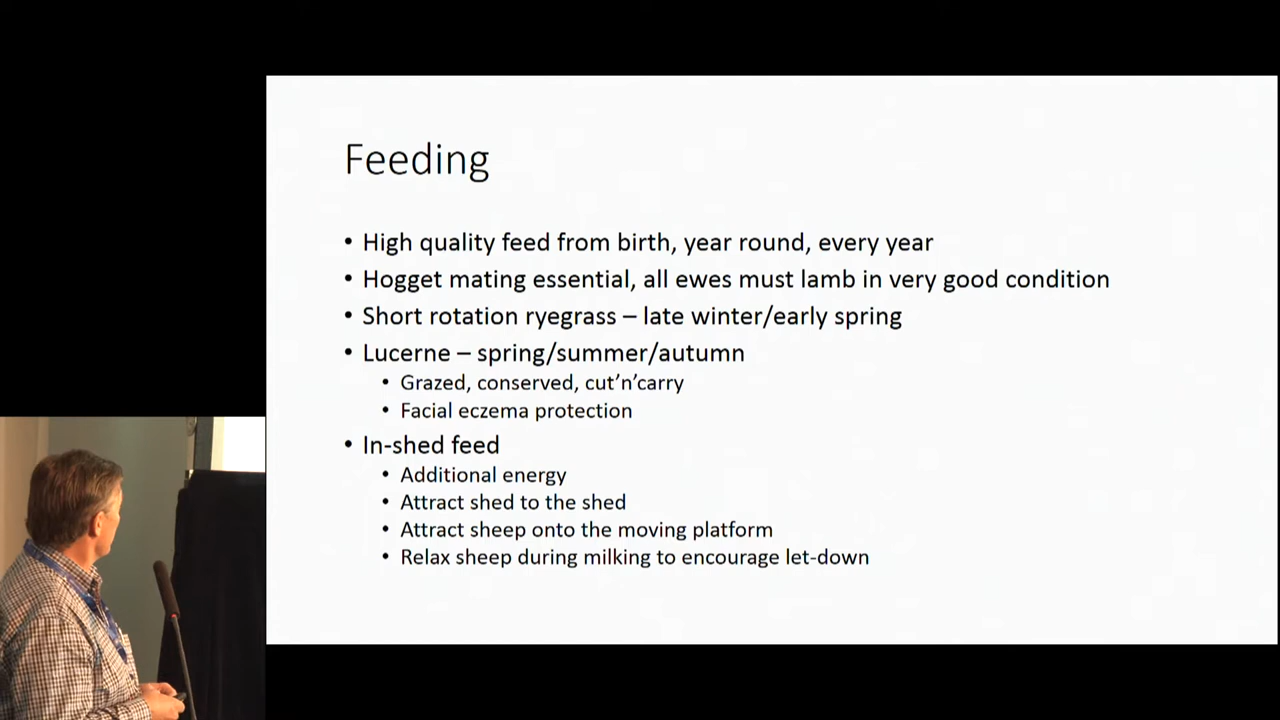 Feeding
• High quality feed from birth, year round, every year
• Hogget mating essential, all ewes must lamb in very good condition
• Short rotation ryegrass – late winter/early spring
• Lucerne – spring/summer/autumn
• Grazed, conserved, cut’n’carry
• Facial eczema protection
• In-shed feed
• Additional energy
• Attract shed to the shed
• Attract sheep onto the moving platform
• Relax sheep during milking to encourage let-down